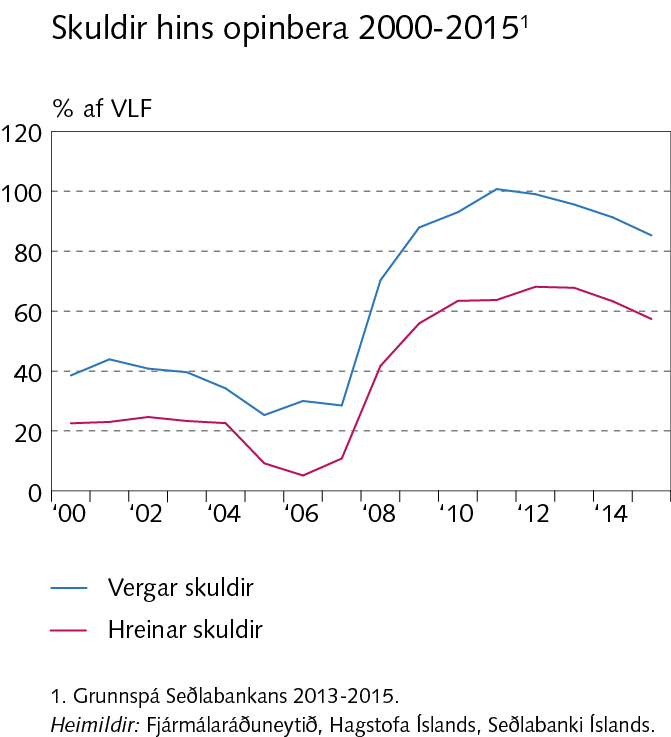 Skuldir hins opinbera 2000-2015¹
% af VLF
120
100
80
60
40
20
0
‘00 ‘02 ‘04 ‘06 ‘08 ‘10 ‘12 ‘14
Vergar skuldir
Hreinar skuldir
1. Grunnspá Seðlabankans 2013-2015.
Heimildir: Fjármálaráðuneytið, Hagstofa Íslands, Seðlabanki Íslands.